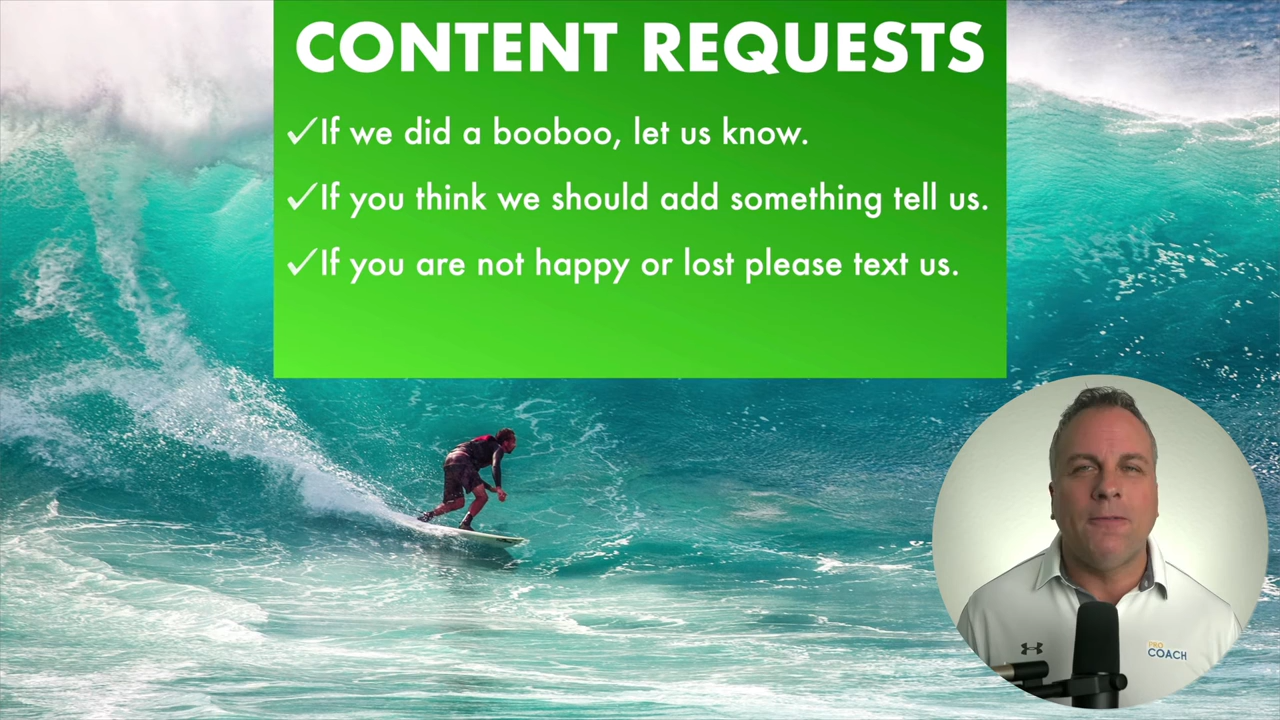 CONTENT REQUESTS
✓If we did a booboo, let us know.
✓If you think we should add something tell us.
✓If you are not happy or lost please text us.
PRO
COACH